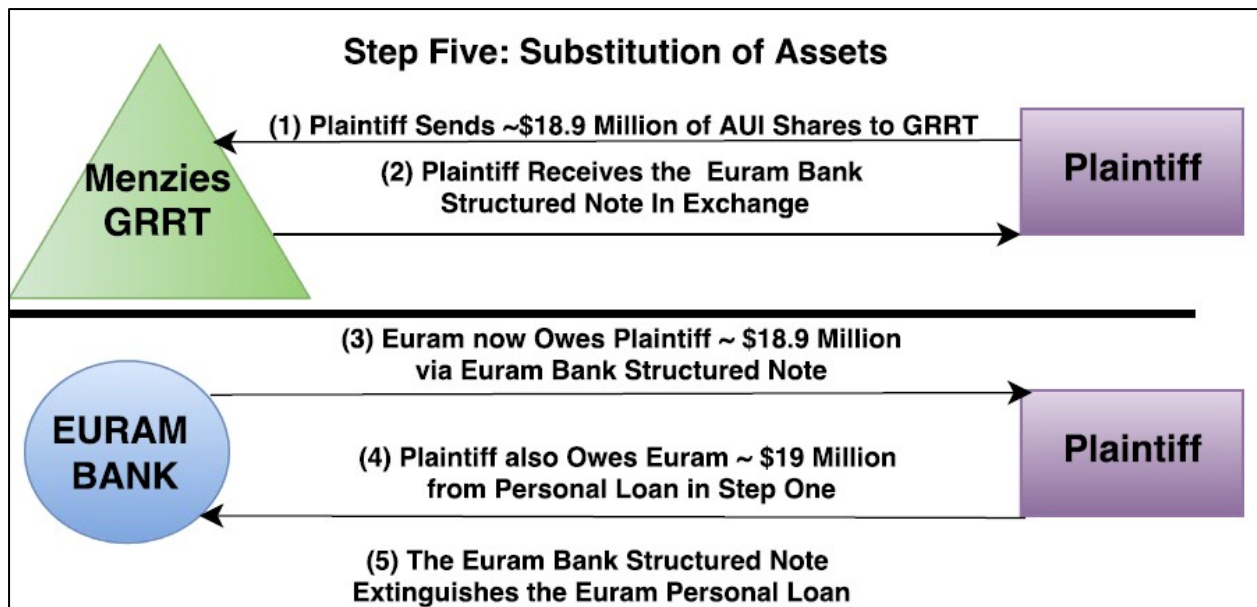 Step Five: Substitution of Assets
(1) Plaintiff Sends ~$18.9 Million of AUI Shares to GRRT
Menzies
GRRT
(2) Plaintiff Receives the Euram Bank
Structured Note In Exchange
Plaintiff
(3) Euram now Owes Plaintiff ~ $18.9 Million
via Euram Bank Structured Note
EURAM
BANK
(4) Plaintiff also Owes Euram ~ $19 Million
from Personal Loan in Step One
Plaintiff
(5) The Euram Bank Structured Note
Extinguishes the Euram Personal Loan